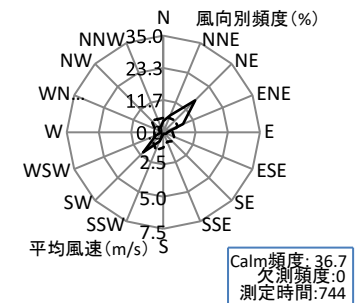 風向別頻度(%)
N
NNE
NE
ENE
E
ESE
SE
SSE
S
SSW
SW
WSW
W
WN...
NW
NNW
35.0
23.3
11.7
0.0
2.5
5.0
7.5
平均風速(m/s)
Calm頻度: 36.7
欠測頻度:0
測定時間:744